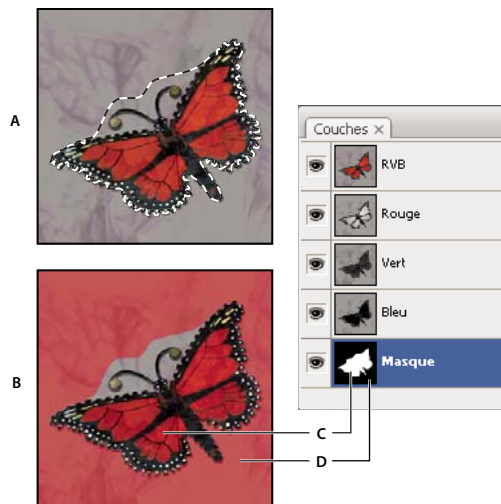 A
Couches ×
RVB
Rouge
Vert
Bleu
B
Masque
C
D